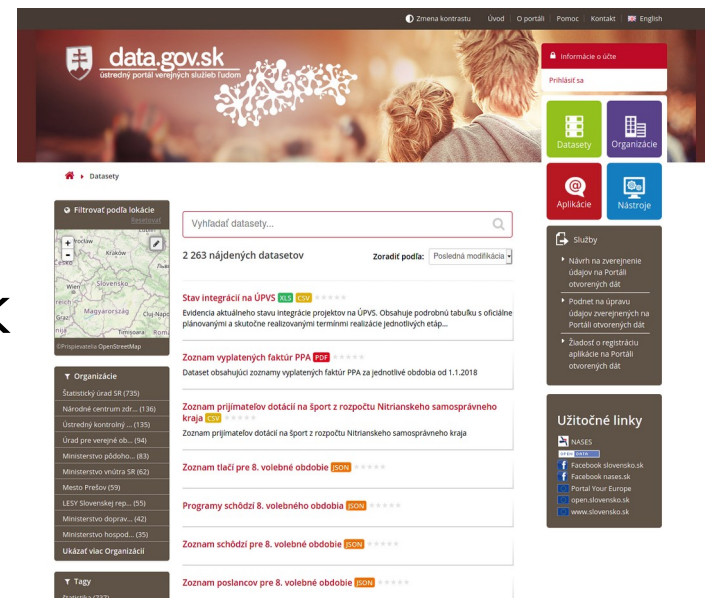 Zmena kontrastu Úvod O portáli Pomoc Kontakt English
data.gov.sk
ústredný portál verejných služieb ľuďom
Informácie o účte
Prihlásiť sa
Datasety
Organizácie
Aplikácie
Nástroje
Datasety
Filtrovať podľa lokácie
Resetovať
+
-
Wrocław
Kraków
Česko
Wien
Slovensko
Magyarország
Cluj-Napo
Graz
Timișoara
©Prispievatelia OpenStreetMap
Organizácie
Štatistický úrad SR (735)
Národné centrum zdr... (136)
Ústredný kontrolný ... (135)
Úrad pre verejné ob... (94)
Ministerstvo pôdoho... (83)
Ministerstvo vnútra SR (62)
Mesto Prešov (59)
LESY Slovenskej rep... (55)
Ministerstvo doprav... (42)
Ministerstvo hospod... (35)
Ukázať viac Organizácií
Tagy
Vyhľadať datasety...
2 263 nájdených datasetov
Zoradiť podľa: Posledná modifikácia
Stav integrácií na ÚPVS XLS CSV
Evidencia aktuálneho stavu integrácie projektov na ÚPVS. Obsahuje podrobnú tabuľku s oficiálne
plánovanými a skutočne realizovanými termínmi realizácie jednotlivých etáp...
Zoznam vyplatených faktúr PPA PDF
Dataset obsahujúci zoznamy vyplatených faktúr PPA za jednotlivé obdobia od 1.1.2018
Zoznam prijímateľov dotácií na šport z rozpočtu Nitrianskeho samosprávneho
kraja CSV
Zoznam prijímateľov dotácií na šport z rozpočtu Nitrianskeho samosprávneho kraja
Zoznam tlačí pre 8. volebné obdobie JSON
Programy schôdzí 8. volebného obdobia JSON
Zoznam schôdzí pre 8. volebné obdobie JSON
Zoznam poslancov pre 8. volebné obdobie JSON
Služby
Návrh na zverejnenie
údajov na Portáli
otvorených dát
Podnet na úpravu
údajov zverejnených na
Portáli otvorených dát
Žiadosť o registráciu
aplikácie na Portáli
otvorených dát
Užitočné linky
NASES
OPEN DATA
Facebook slovensko.sk
Facebook nases.sk
Portal Your Europe
open.slovensko.sk
www.slovensko.sk